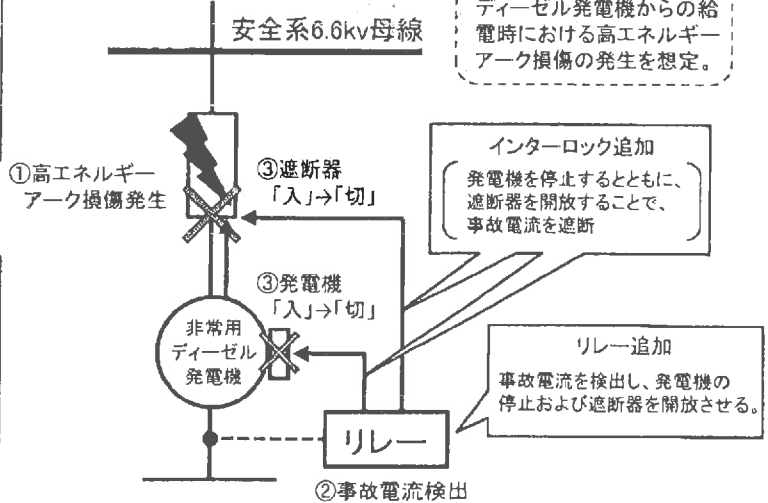 ディーゼル発電機からの給
電時における高エネルギー
アーク損傷の発生を想定。
安全系6.6kv母線
インターロック追加
発電機を停止するとともに、
遮断器を開放することで、
事故電流を遮断
①高エネルギー
アーク損傷発生
③遮断器
「入」→「切」
③発電機
「入」→「切」
非常用
ディーゼル
発電機
リレー追加
事故電流を検出し、発電機の
停止および遮断器を開放させる。
リレー
②事故電流検出